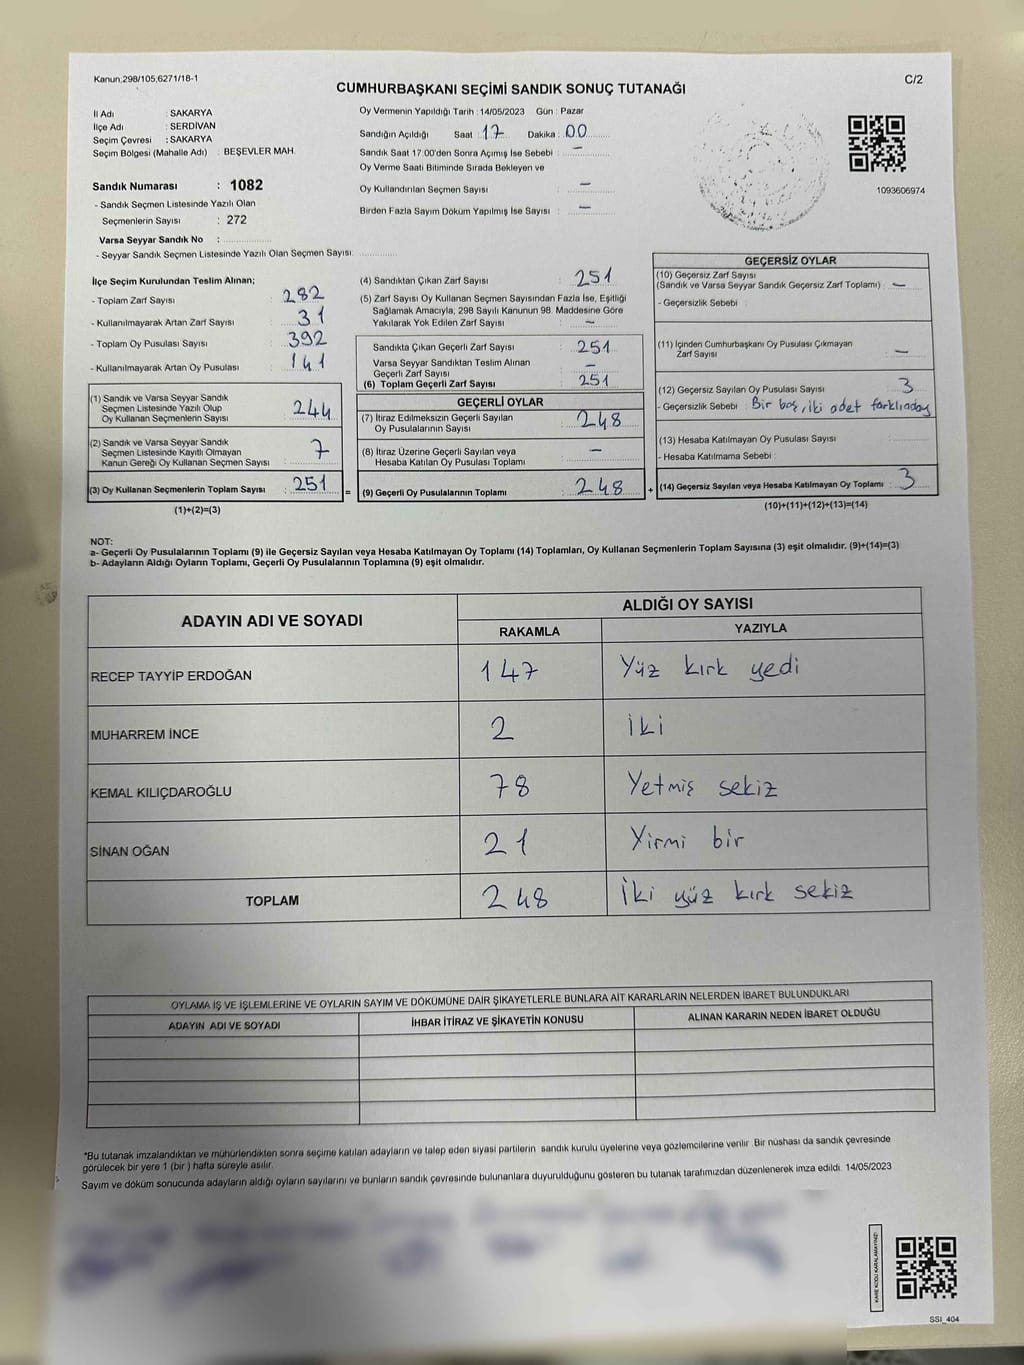 Kanun,298/105,6271/18-1
C/2
CUMHURBAŞKANI SEÇİMİ SANDIK SONUÇ TUTANAĞI
İl Adı : SAKARYA
İlçe Adı : SERDİVAN
Seçim Çevresi : SAKARYA
Seçim Bölgesi (Mahalle Adı) : BEŞEVLER MAH.
Sandık Numarası : 1082
- Sandık Seçmen Listesinde Yazılı Olan
Seçmenlerin Sayısı : 272
Varsa Seyyar Sandık No :
- Seyyar Sandık Seçmen Listesinde Yazılı Olan Seçmen Sayısı:
Oy Vermenin Yapıldığı Tarih : 14/05/2023 Gün : Pazar
Sandığın Açıldığı Saat : 17 Dakika : 00
Sandık Saat 17:00'den Sonra Açımış İse Sebebi : —
Oy Verme Saati Bitiminde Sırada Bekleyen ve
Oy Kullandırılan Seçmen Sayısı : —
Birden Fazla Sayım Döküm Yapılmış İse Sayısı : —
1093606974
İlçe Seçim Kurulundan Teslim Alınan;
- Toplam Zarf Sayısı : 282
- Kullanılmayarak Artan Zarf Sayısı : 31
- Toplam Oy Pusulası Sayısı : 392
- Kullanılmayarak Artan Oy Pusulası : 141
(1) Sandık ve Varsa Seyyar Sandık
Seçmen Listesinde Yazılı Olup
Oy Kullanan Seçmenlerin Sayısı : 244
(2) Sandık ve Varsa Seyyar Sandık
Seçmen Listesinde Kayıtlı Olmayan
Kanun Gereği Oy Kullanan Seçmen Sayısı : 7
(3) Oy Kullanan Seçmenlerin Toplam Sayısı : 251 =
(1)+(2)=(3)
(4) Sandıktan Çıkan Zarf Sayısı : 251
(5) Zarf Sayısı Oy Kullanan Seçmen Sayısından Fazla İse, Eşitliği
Sağlamak Amacıyla, 298 Sayılı Kanunun 98. Maddesine Göre
Yakılarak Yok Edilen Zarf Sayısı : —
Sandıkta Çıkan Geçerli Zarf Sayısı : 251
Varsa Seyyar Sandıktan Teslim Alınan
Geçerli Zarf Sayısı : —
(6) Toplam Geçerli Zarf Sayısı : 251
GEÇERLİ OYLAR
(7) İtiraz Edilmeksizin Geçerli Sayılan
Oy Pusulalarının Sayısı : 248
(8) İtiraz Üzerine Geçerli Sayılan veya
Hesaba Katılan Oy Pusulası Toplamı : —
(9) Geçerli Oy Pusulalarının Toplamı : 248 +
GEÇERSİZ OYLAR
(10) Geçersiz Zarf Sayısı
(Sandık ve Varsa Seyyar Sandık Geçersiz Zarf Toplamı) : —
- Geçersizlik Sebebi :
(11) İçinden Cumhurbaşkanı Oy Pusulası Çıkmayan
Zarf Sayısı : —
(12) Geçersiz Sayılan Oy Pusulası Sayısı : 3
- Geçersizlik Sebebi : Bir boş, iki adet farklıaday
(13) Hesaba Katılmayan Oy Pusulası Sayısı :
- Hesaba Katılmama Sebebi :
(14) Geçersiz Sayılan veya Hesaba Katılmayan Oy Toplamı : 3
(10)+(11)+(12)+(13)=(14)
NOT:
a- Geçerli Oy Pusulalarının Toplamı (9) ile Geçersiz Sayılan veya Hesaba Katılmayan Oy Toplamı (14) Toplamları, Oy Kullanan Seçmenlerin Toplam Sayısına (3) eşit olmalıdır. (9)+(14)=(3)
b- Adayların Aldığı Oyların Toplamı, Geçerli Oy Pusulalarının Toplamına (9) eşit olmalıdır.
ADAYIN ADI VE SOYADI ALDIĞI OY SAYISI
RAKAMLA YAZIYLA
RECEP TAYYİP ERDOĞAN 147 Yüz kırk yedi
MUHARREM İNCE 2 İki
KEMAL KILIÇDAROĞLU 78 Yetmiş sekiz
SİNAN OĞAN 21 Yirmi bir
TOPLAM 248 İki yüz kırk sekiz
OYLAMA İŞ VE İŞLEMLERİNE VE OYLARIN SAYIM VE DÖKÜMÜNE DAİR ŞİKAYETLERLE BUNLARA AİT KARARLARIN NELERDEN İBARET BULUNDUKLARI
ADAYIN ADI VE SOYADI İHBAR İTİRAZ VE ŞİKAYETİN KONUSU ALINAN KARARIN NEDEN İBARET OLDUĞU
*Bu tutanak imzalandıktan ve mühürlendikten sonra seçime katılan adayların ve talep eden siyasi partilerin sandık kurulu üyelerine veya gözlemcilerine verilir. Bir nüshası da sandık çevresinde
görülecek bir yere 1 (bir ) hafta süreyle asılır.
Sayım ve döküm sonucunda adayların aldığı oyların sayılarını ve bunların sandık çevresinde bulunanlara duyurulduğunu gösteren bu tutanak tarafımızdan düzenlenerek imza edildi. 14/05/2023
KARE KODU KARALAMAYINIZ!
SSI_404